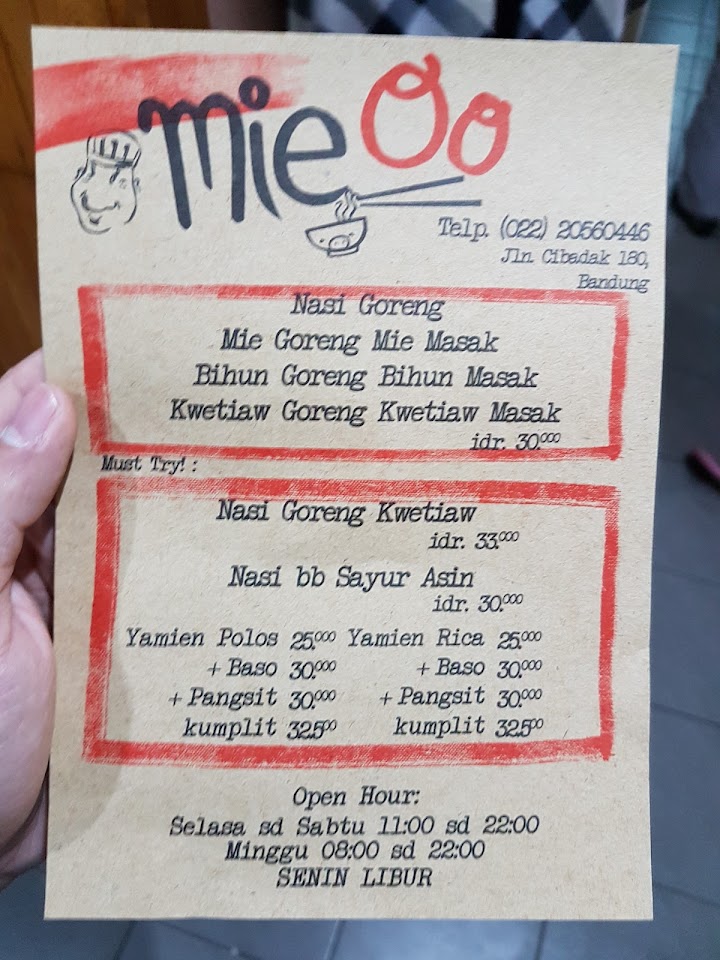 mie Oo
Telp. (022) 20560446
Jln. Cibadak 180,
Bandung
Nasi Goreng
Mie Goreng Mie Masak
Bihun Goreng Bihun Masak
Kwetiaw Goreng Kwetiaw Masak
idr. 30.000
Must Try! :
Nasi Goreng Kwetiaw
idr. 33.000
Nasi bb Sayur Asin
idr. 30.000
Yamien Polos 25.000 Yamien Rica 25.000
+ Baso 30.000 + Baso 30.000
+ Pangsit 30.000 + Pangsit 30.000
kumplit 32.500 kumplit 32.500
Open Hour:
Selasa sd Sabtu 11:00 sd 22:00
Minggu 08:00 sd 22:00
SENIN LIBUR